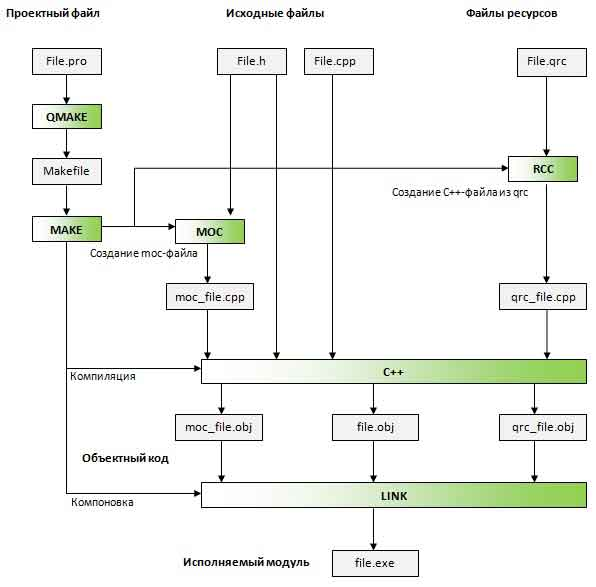 Проектный файл
Исходные файлы
Файлы ресурсов
File.pro
File.h
File.cpp
File.qrc
QMAKE
Makefile
RCC
Создание C++-файла из qrc
MAKE
MOC
Создание moc-файла
moc_file.cpp
qrc_file.cpp
C++
Компиляция
moc_file.obj
file.obj
qrc_file.obj
Объектный код
LINK
Компоновка
Исполняемый модуль
file.exe